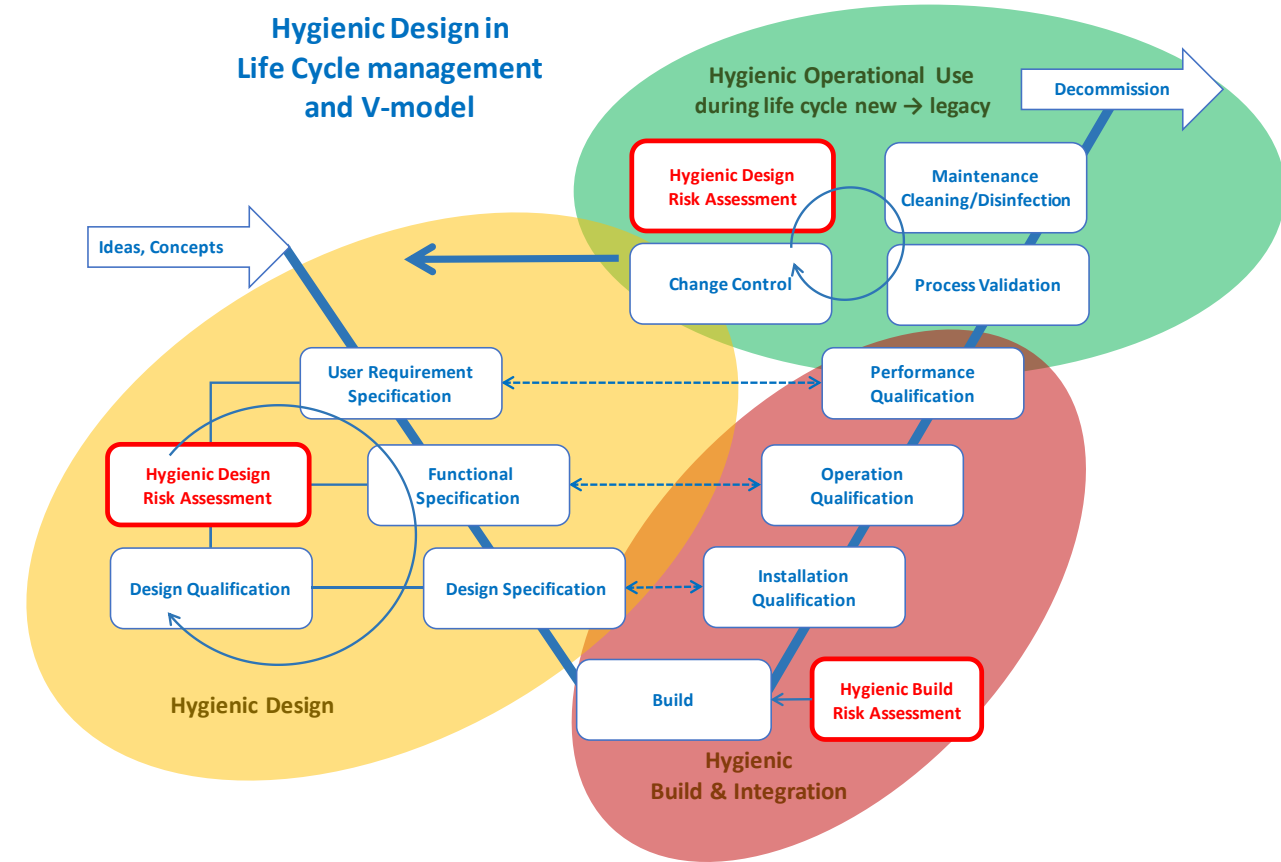 Hygienic Design in
Life Cycle management
and V-model
Hygienic Operational Use
during life cycle new → legacy
Decommission
Hygienic Design
Risk Assessment
Maintenance
Cleaning/Disinfection
Ideas, Concepts
Change Control
Process Validation
User Requirement
Specification
Performance
Qualification
Hygienic Design
Risk Assessment
Functional
Specification
Operation
Qualification
Design Qualification
Design Specification
Installation
Qualification
Hygienic Design
Build
Hygienic Build
Risk Assessment
Hygienic
Build & Integration